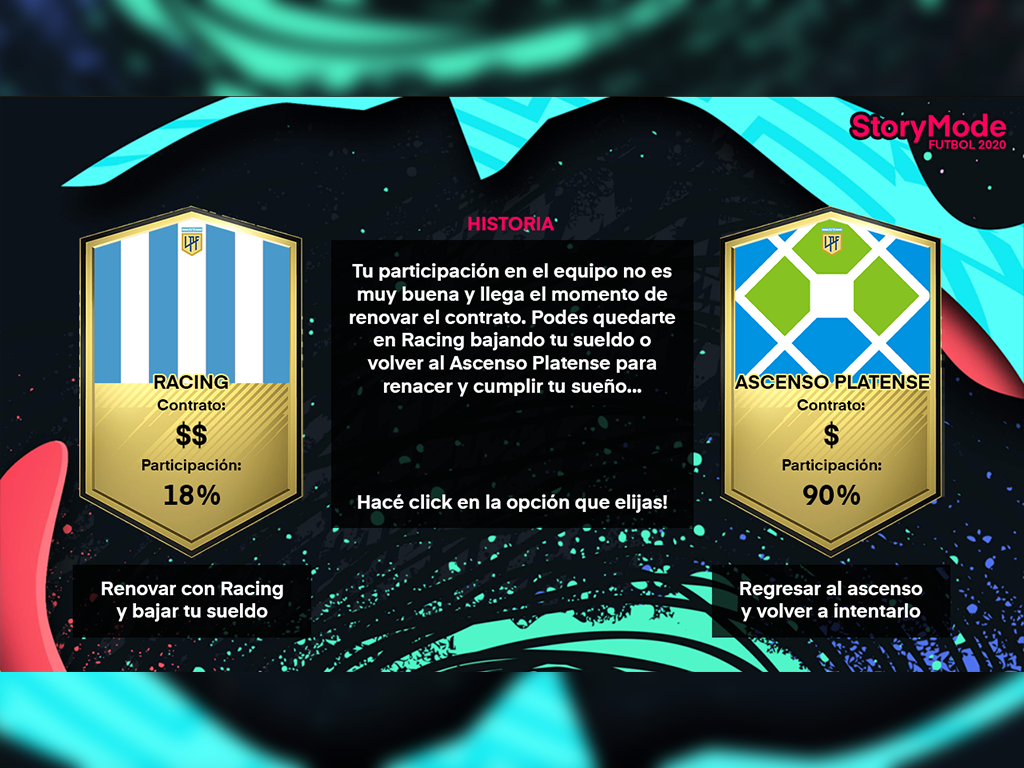 StoryMode
FUTBOL 2020
HISTORIA
Tu participación en el equipo no es
muy buena y llega el momento de
renovar el contrato. Podes quedarte
en Racing bajando tu sueldo o
volver al Ascenso Platense para
renacer y cumplir tu sueño...
Hacé click en la opción que elijas!
LPF
RACING
Contrato:
$$
Participación:
18%
Renovar con Racing
y bajar tu sueldo
LPF
ASCENSO PLATENSE
Contrato:
$
Participación:
90%
Regresar al ascenso
y volver a intentarlo